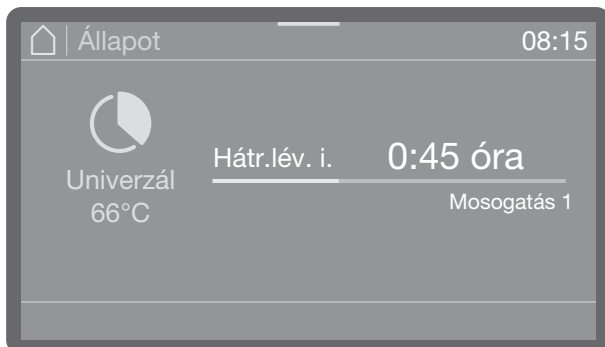 Állapot 08:15
Hátr.lév. i. 0:45 óra
Univerzál
66°C
Mosogatás 1